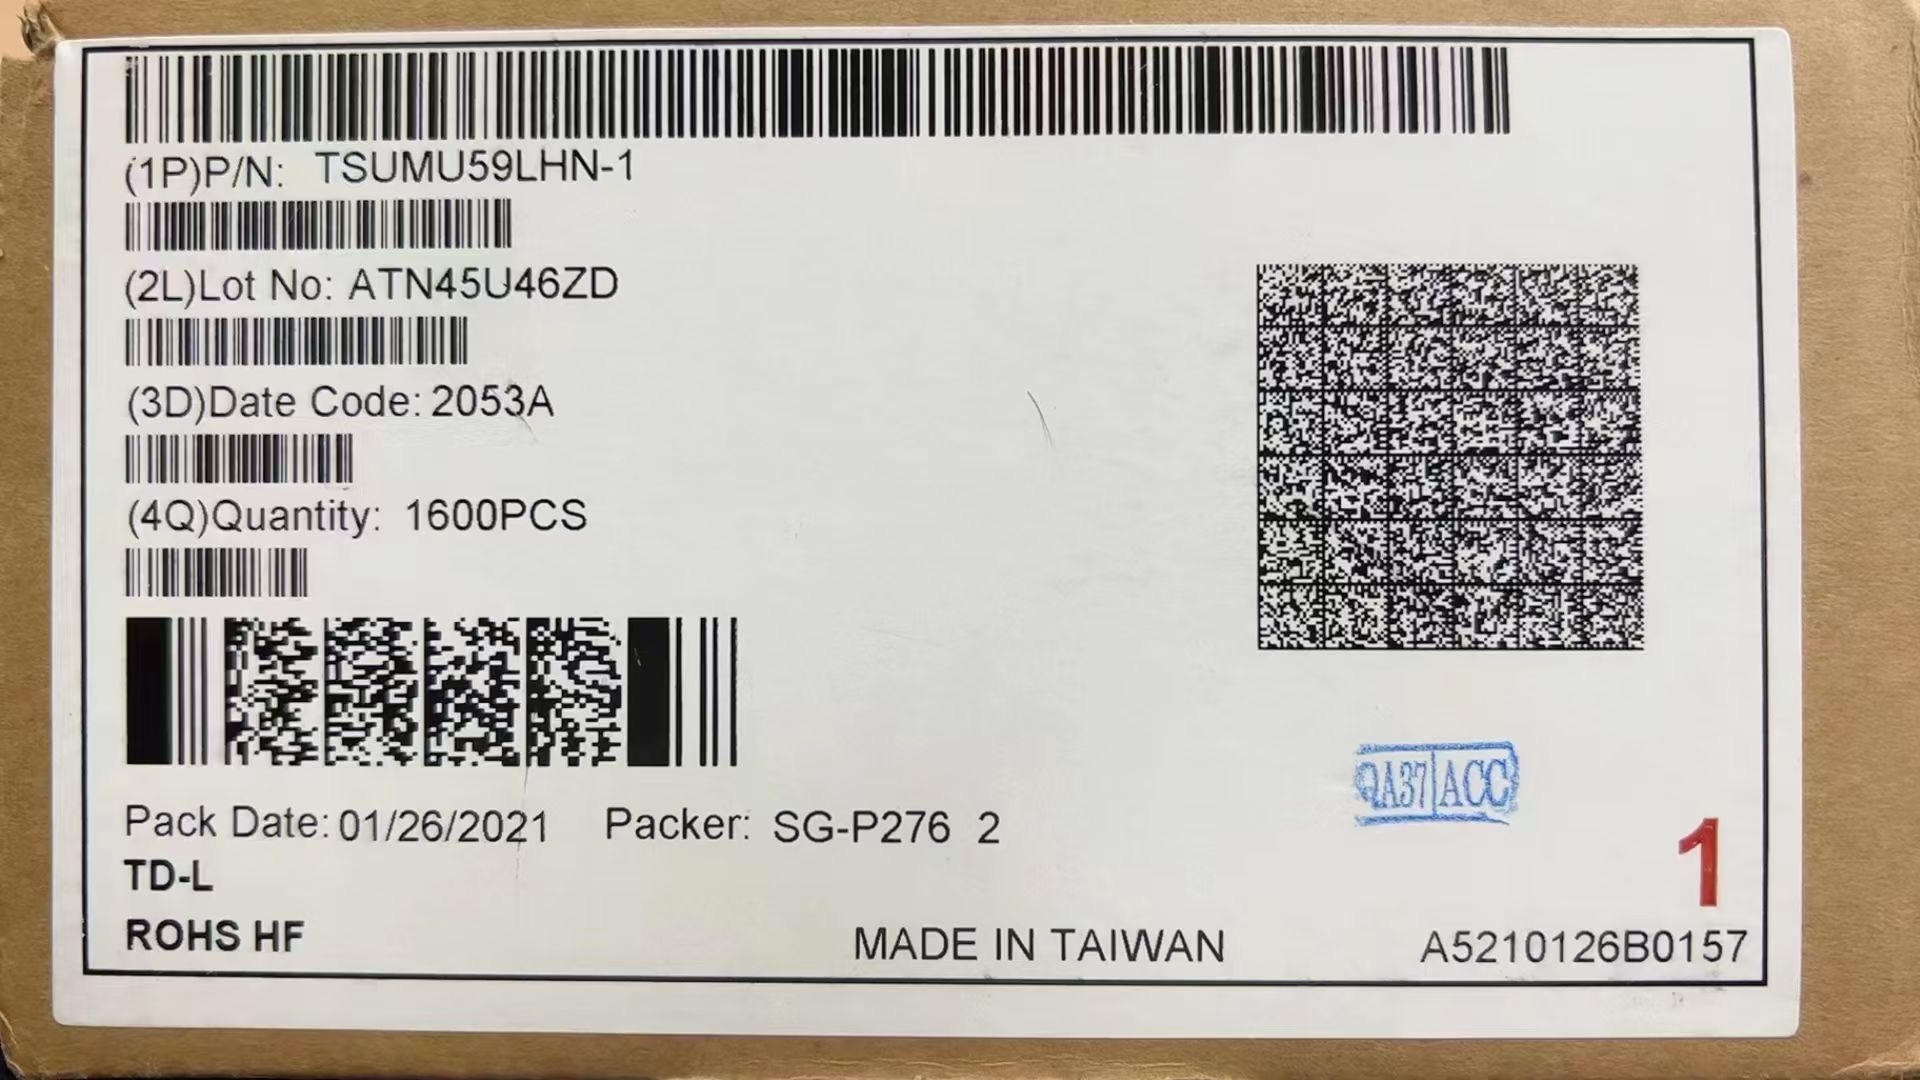 (1P)P/N: TSUMU59LHN-1
(2L)Lot No: ATN45U46ZD
(3D)Date Code: 2053A
(4Q)Quantity: 1600PCS
QA37 ACC
Pack Date: 01/26/2021 Packer: SG-P276 2
1
TD-L
ROHS HF MADE IN TAIWAN A5210126B0157